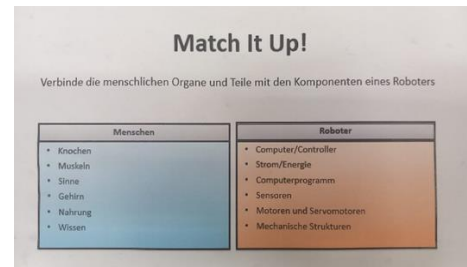 Match It Up!
Verbinde die menschlichen Organe und Teile mit den Komponenten eines Roboters
Menschen
• Knochen
• Muskeln
• Sinne
• Gehirn
• Nahrung
• Wissen
Roboter
• Computer/Controller
• Strom/Energie
• Computerprogramm
• Sensoren
• Motoren und Servomotoren
• Mechanische Strukturen